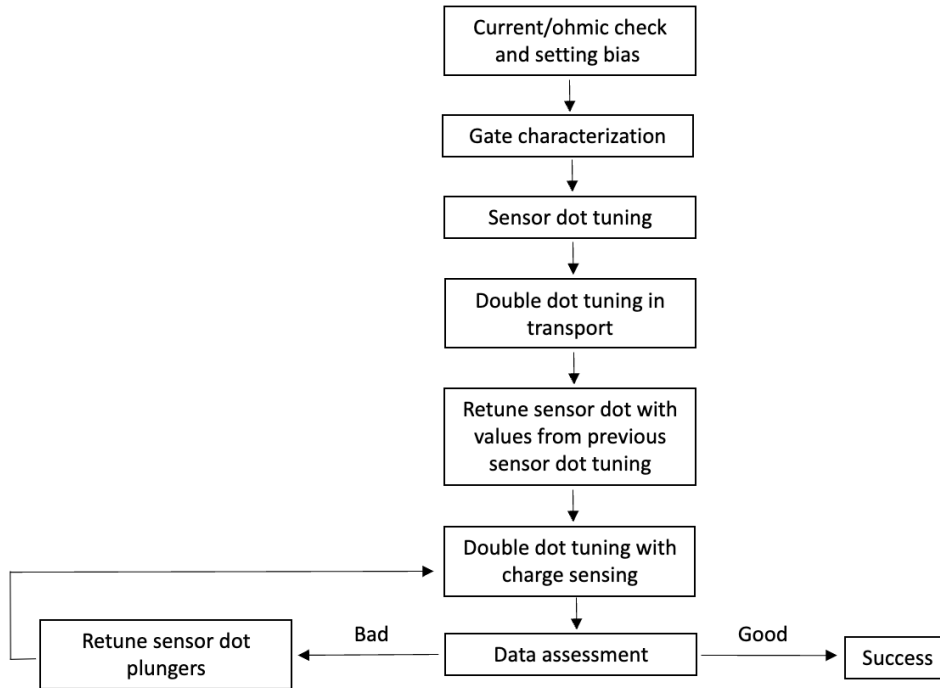 Current/ohmic check
and setting bias
Gate characterization
Sensor dot tuning
Double dot tuning in
transport
Retune sensor dot with
values from previous
sensor dot tuning
Double dot tuning with
charge sensing
Retune sensor dot
plungers
Bad
Data assessment
Good
Success